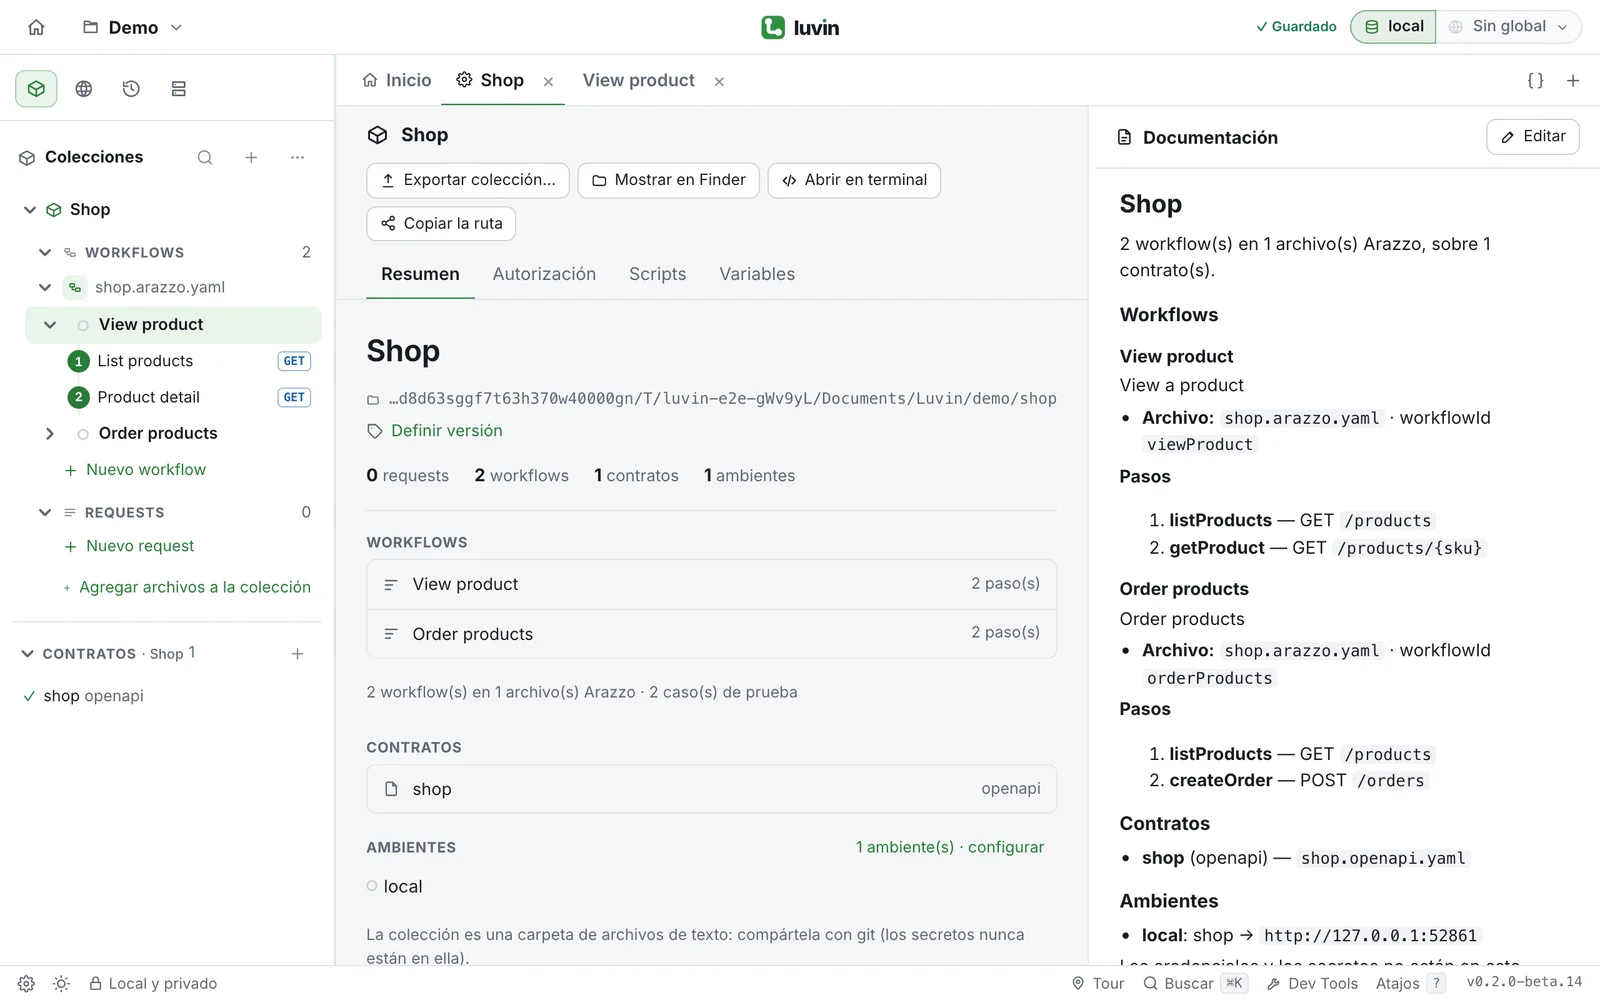 Demo
luvin
Guardado
local
Sin global
Inicio
Shop
View product
Colecciones
Shop
WORKFLOWS 2
shop.arazzo.yaml
View product
1 List products GET
2 Product detail GET
Order products
+ Nuevo workflow
REQUESTS 0
+ Nuevo request
+ Agregar archivos a la colección
CONTRATOS · Shop 1
shop openapi
Shop
Exportar colección...
Mostrar en Finder
Abrir en terminal
Copiar la ruta
Resumen
Autorización
Scripts
Variables
Shop
…d8d63sggf7t63h370w40000gn/T/luvin-e2e-gWv9yL/Documents/Luvin/demo/shop
Definir versión
0 requests 2 workflows 1 contratos 1 ambientes
WORKFLOWS
View product 2 paso(s)
Order products 2 paso(s)
2 workflow(s) en 1 archivo(s) Arazzo · 2 caso(s) de prueba
CONTRATOS
shop openapi
AMBIENTES 1 ambiente(s) · configurar
local
La colección es una carpeta de archivos de texto: compártela con git (los secretos nunca
están en ella).
Documentación
Editar
Shop
2 workflow(s) en 1 archivo(s) Arazzo, sobre 1
contrato(s).
Workflows
View product
View a product
• Archivo: shop.arazzo.yaml · workflowId
viewProduct
Pasos
1. listProducts — GET /products
2. getProduct — GET /products/{sku}
Order products
Order products
• Archivo: shop.arazzo.yaml · workflowId
orderProducts
Pasos
1. listProducts — GET /products
2. createOrder — POST /orders
Contratos
• shop (openapi) — shop.openapi.yaml
Ambientes
• local: shop → http://127.0.0.1:52861
Local y privado
Tour
Buscar ⌘K
Dev Tools
Atajos ?
v0.2.0-beta.14